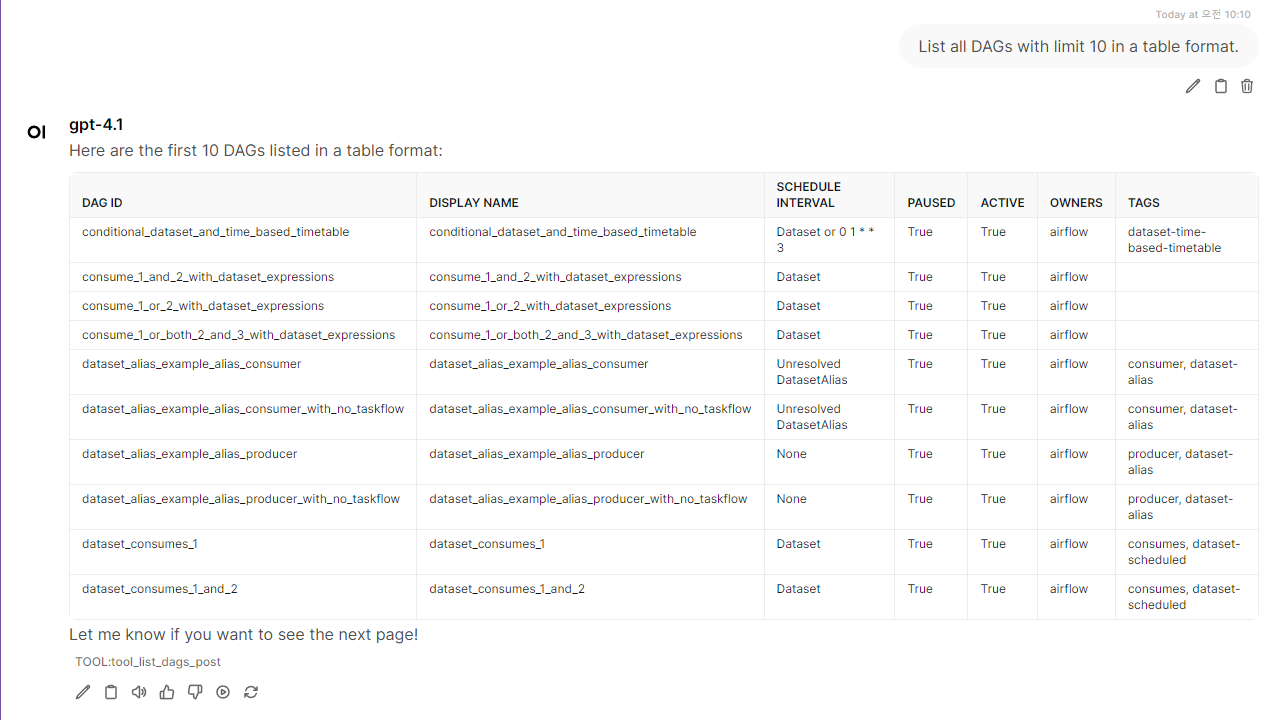 Today at 오전 10:10
List all DAGs with limit 10 in a table format.
OI
gpt-4.1
Here are the first 10 DAGs listed in a table format:
DAG ID DISPLAY NAME SCHEDULE INTERVAL PAUSED ACTIVE OWNERS TAGS
conditional_dataset_and_time_based_timetable conditional_dataset_and_time_based_timetable Dataset or 0 1 * * 3 True True airflow dataset-time-based-timetable
consume_1_and_2_with_dataset_expressions consume_1_and_2_with_dataset_expressions Dataset True True airflow
consume_1_or_2_with_dataset_expressions consume_1_or_2_with_dataset_expressions Dataset True True airflow
consume_1_or_both_2_and_3_with_dataset_expressions consume_1_or_both_2_and_3_with_dataset_expressions Dataset True True airflow
dataset_alias_example_alias_consumer dataset_alias_example_alias_consumer Unresolved DatasetAlias True True airflow consumer, dataset-alias
dataset_alias_example_alias_consumer_with_no_taskflow dataset_alias_example_alias_consumer_with_no_taskflow Unresolved DatasetAlias True True airflow consumer, dataset-alias
dataset_alias_example_alias_producer dataset_alias_example_alias_producer None True True airflow producer, dataset-alias
dataset_alias_example_alias_producer_with_no_taskflow dataset_alias_example_alias_producer_with_no_taskflow None True True airflow producer, dataset-alias
dataset_consumes_1 dataset_consumes_1 Dataset True True airflow consumes, dataset-scheduled
dataset_consumes_1_and_2 dataset_consumes_1_and_2 Dataset True True airflow consumes, dataset-scheduled
Let me know if you want to see the next page!
TOOL:tool_list_dags_post